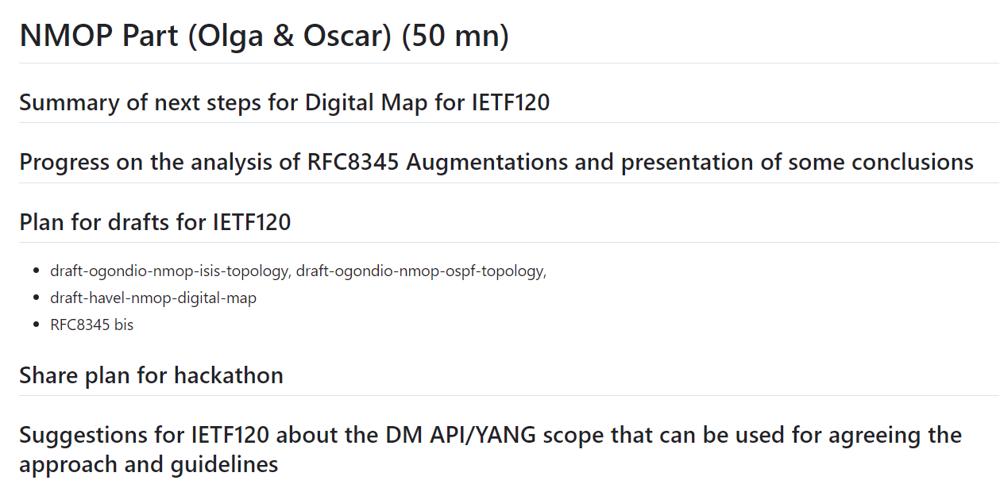 NMOP Part (Olga & Oscar) (50 mn)
Summary of next steps for Digital Map for IETF120
Progress on the analysis of RFC8345 Augmentations and presentation of some conclusions
Plan for drafts for IETF120
draft-ogondio-nmop-isis-topology, draft-ogondio-nmop-ospf-topology,
draft-havel-nmop-digital-map
RFC8345 bis
Share plan for hackathon
Suggestions for IETF120 about the DM API/YANG scope that can be used for agreeing the
approach and guidelines